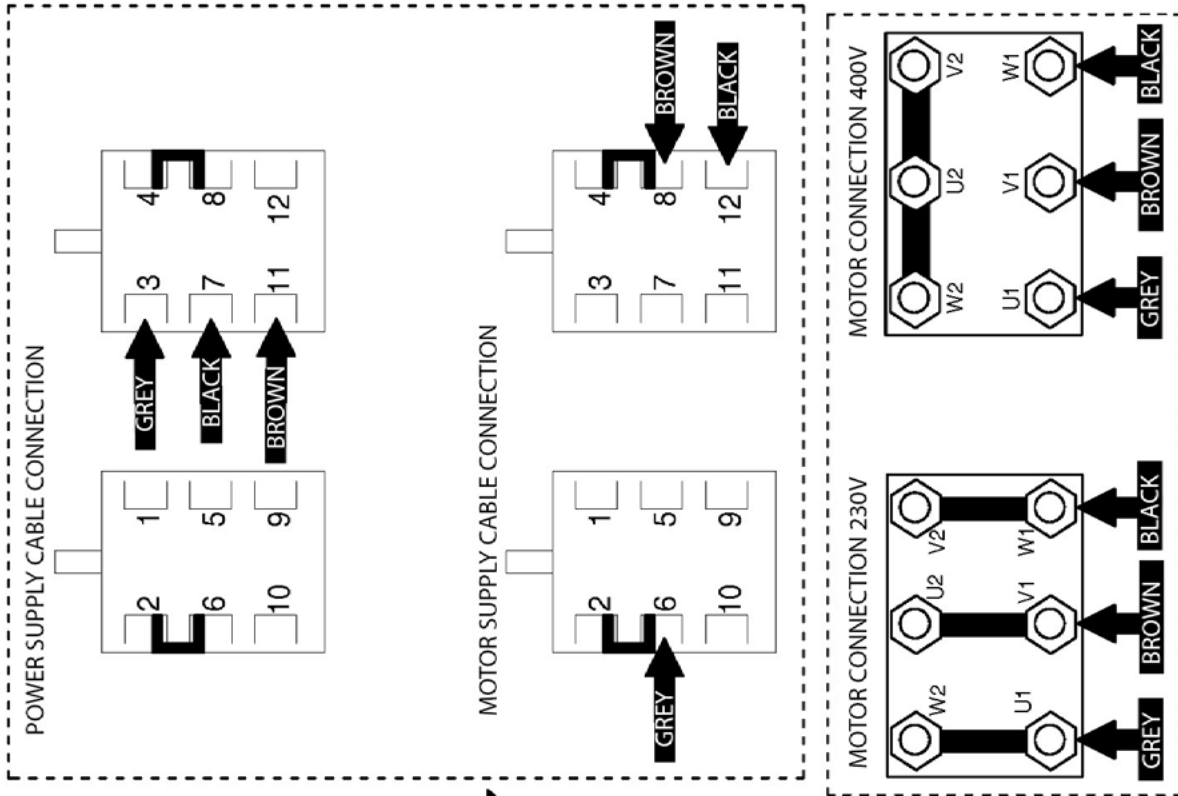 POWER SUPPLY CABLE CONNECTION
2 1
6 5
10 9
3 4
7 8
11 12
GREY
BLACK
BROWN
MOTOR SUPPLY CABLE CONNECTION
2 1
6 5
10 9
GREY
3 4
7 8
11 12
BROWN
BLACK
MOTOR CONNECTION 230V
W2 U2 V2
U1 V1 W1
GREY BROWN BLACK
MOTOR CONNECTION 400V
W2 U2 V2
U1 V1 W1
GREY BROWN BLACK